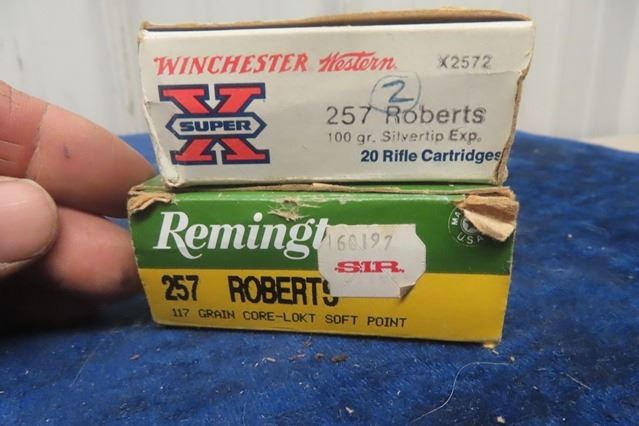 WINCHESTER Western X2572
X SUPER
2
257 Roberts
100 gr. Silvertip Exp.
20 Rifle Cartridges
Remingt
160197
S.I.R.
257 ROBERTS
117 GRAIN CORE-LOKT SOFT POINT
U.S.A.